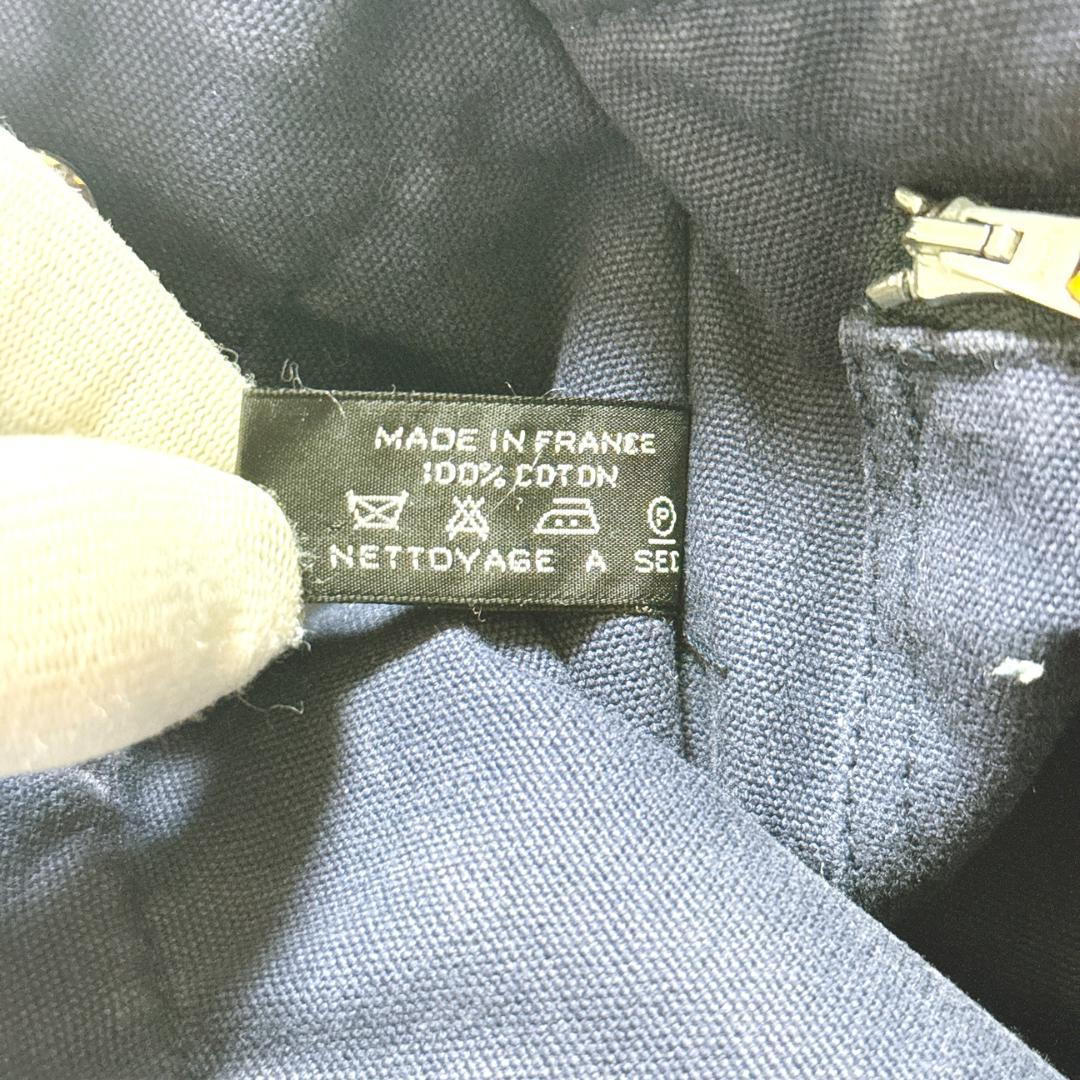 MADE IN FRANCE
100% COTON
P
NETTOYAGE A SEC